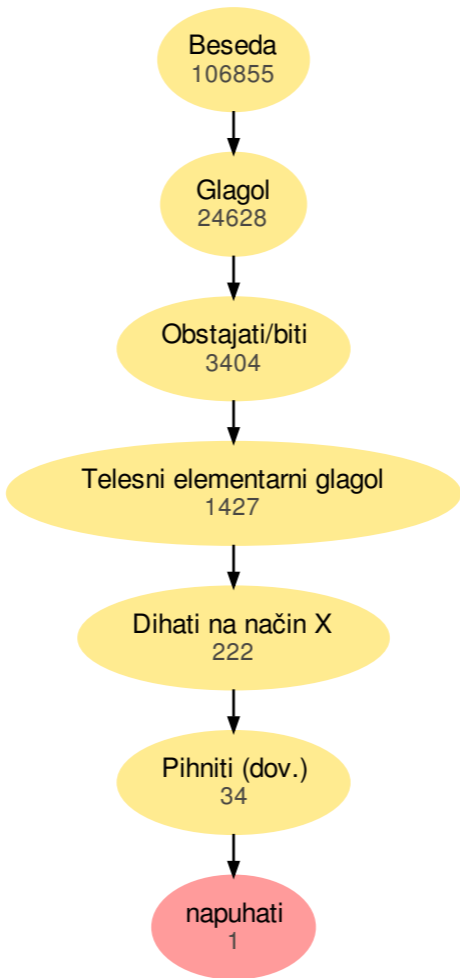 Beseda
106855
Glagol
24628
Obstajati/biti
3404
Telesni elementarni glagol
1427
Dihati na način X
222
Pihniti (dov.)
34
napuhati
1